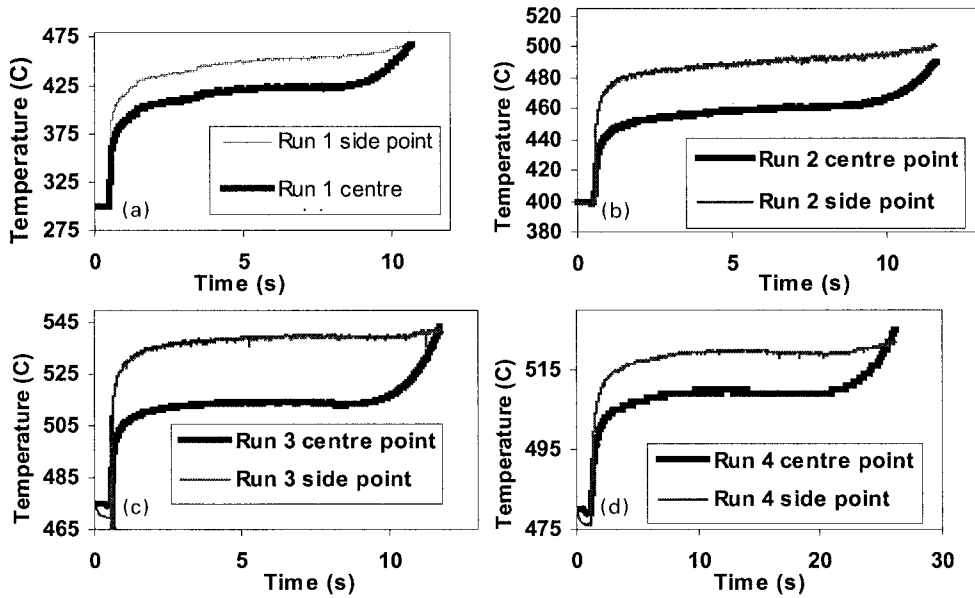 Temperature (C)
475
425
375
325
275
Run 1 side point
Run 1 centre
(a)
0
5
10
Time (s)
Temperature (C)
520
500
480
460
440
420
400
380
Run 2 centre point
Run 2 side point
(b)
0
5
10
Time (s)
Temperature (C)
545
525
505
485
465
Run 3 centre point
Run 3 side point
(c)
0
5
10
Time (s)
Temperature (C)
515
495
475
Run 4 centre point
Run 4 side point
(d)
0
10
20
30
Time (s)